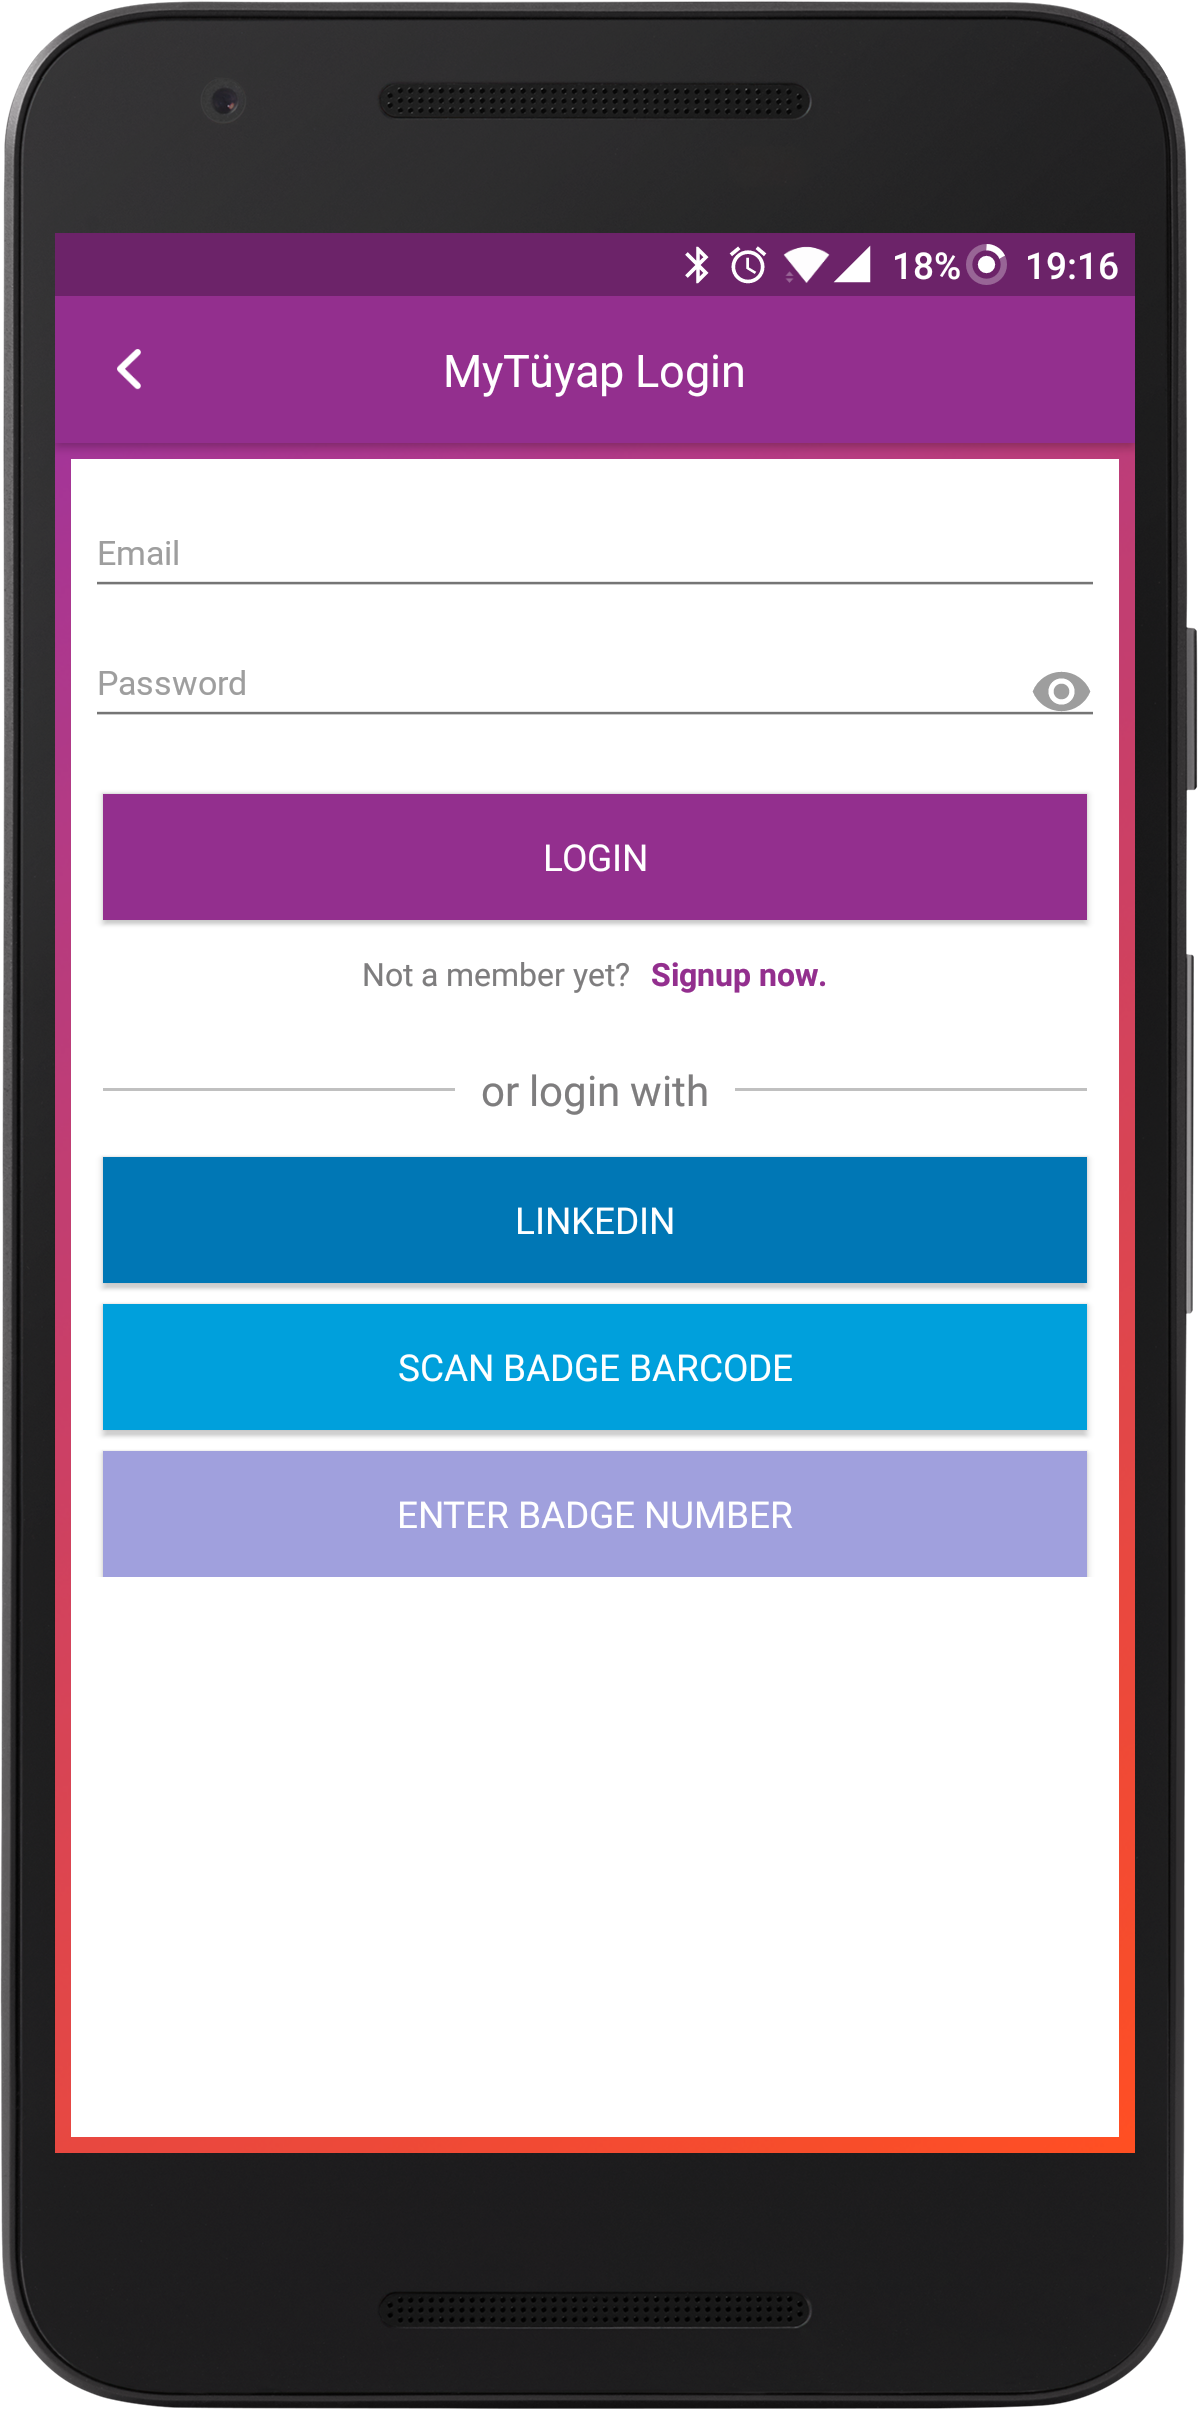 18% 19:16
MyTüyap Login
Email
Password
LOGIN
Not a member yet? Signup now.
or login with
LINKEDIN
SCAN BADGE BARCODE
ENTER BADGE NUMBER